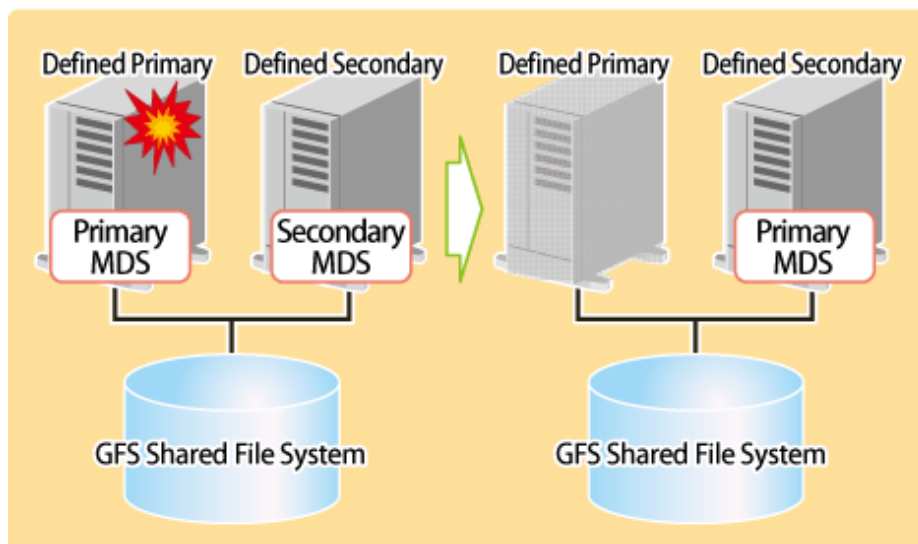 Defined Primary
Defined Secondary
Defined Primary
Defined Secondary
Primary
MDS
Secondary
MDS
Primary
MDS
GFS Shared File System
GFS Shared File System